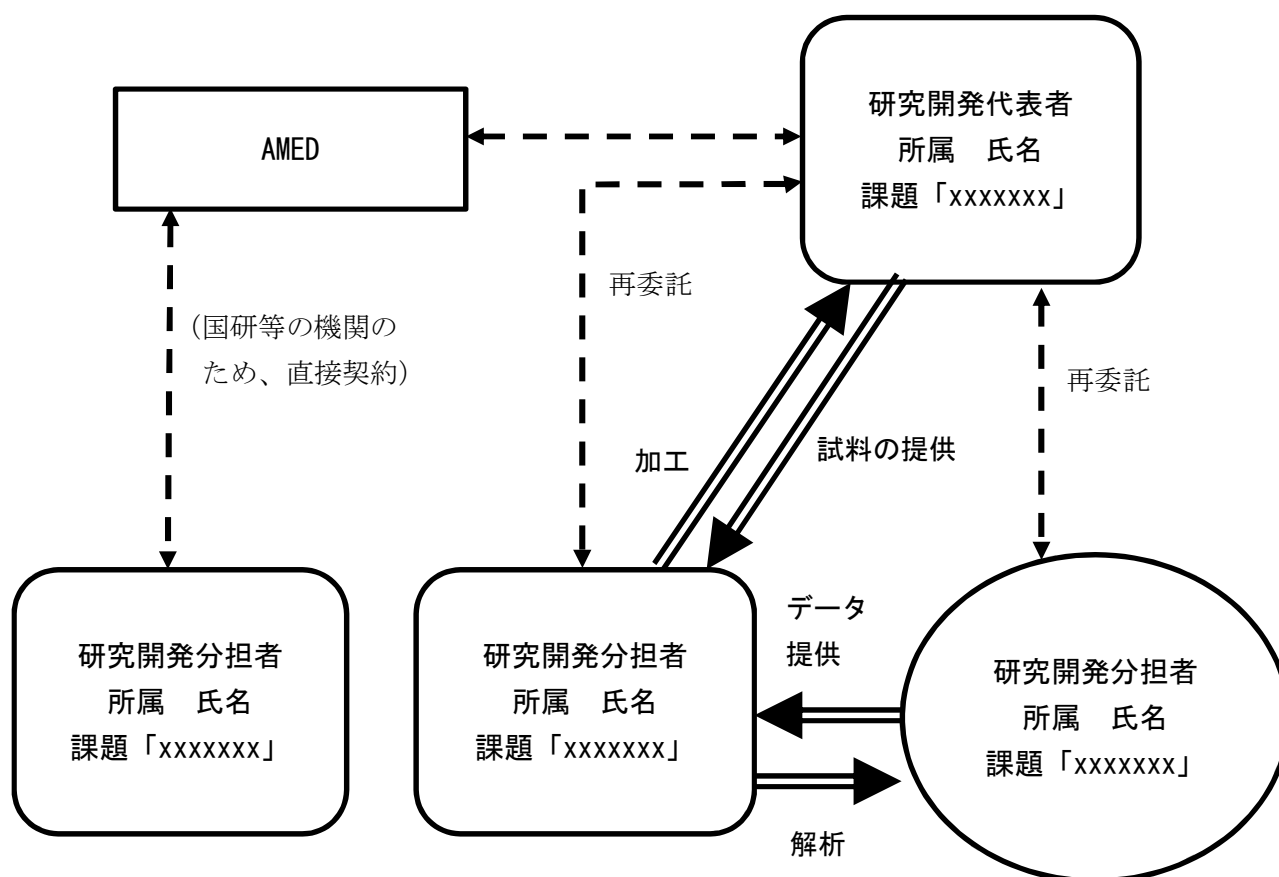 研究開発代表者
所属　氏名
課題「xxxxxxx」
AMED
再委託
（国研等の機関の
ため、直接契約）
再委託
加工
試料の提供
データ
提供
研究開発分担者
所属　氏名
課題「xxxxxxx」
研究開発分担者
所属　氏名
課題「xxxxxxx」
研究開発分担者
所属　氏名
課題「xxxxxxx」
解析